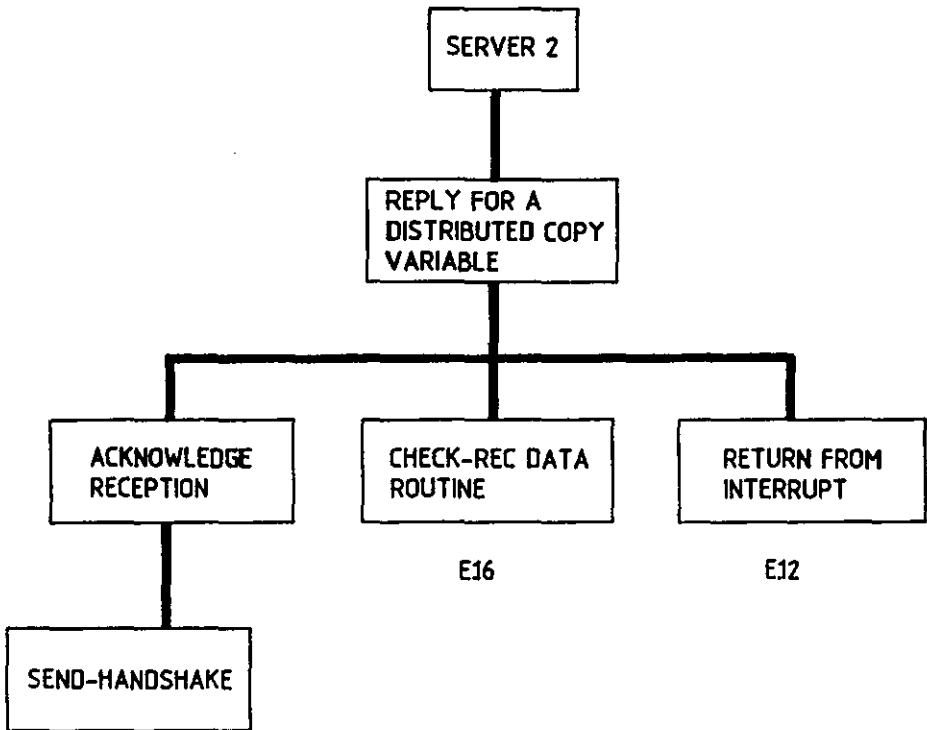 SERVER 2
REPLY FOR A
DISTRIBUTED COPY
VARIABLE
ACKNOWLEDGE
RECEPTION
CHECK-REC DATA
ROUTINE
RETURN FROM
INTERRUPT
E16
E12
SEND-HANDSHAKE